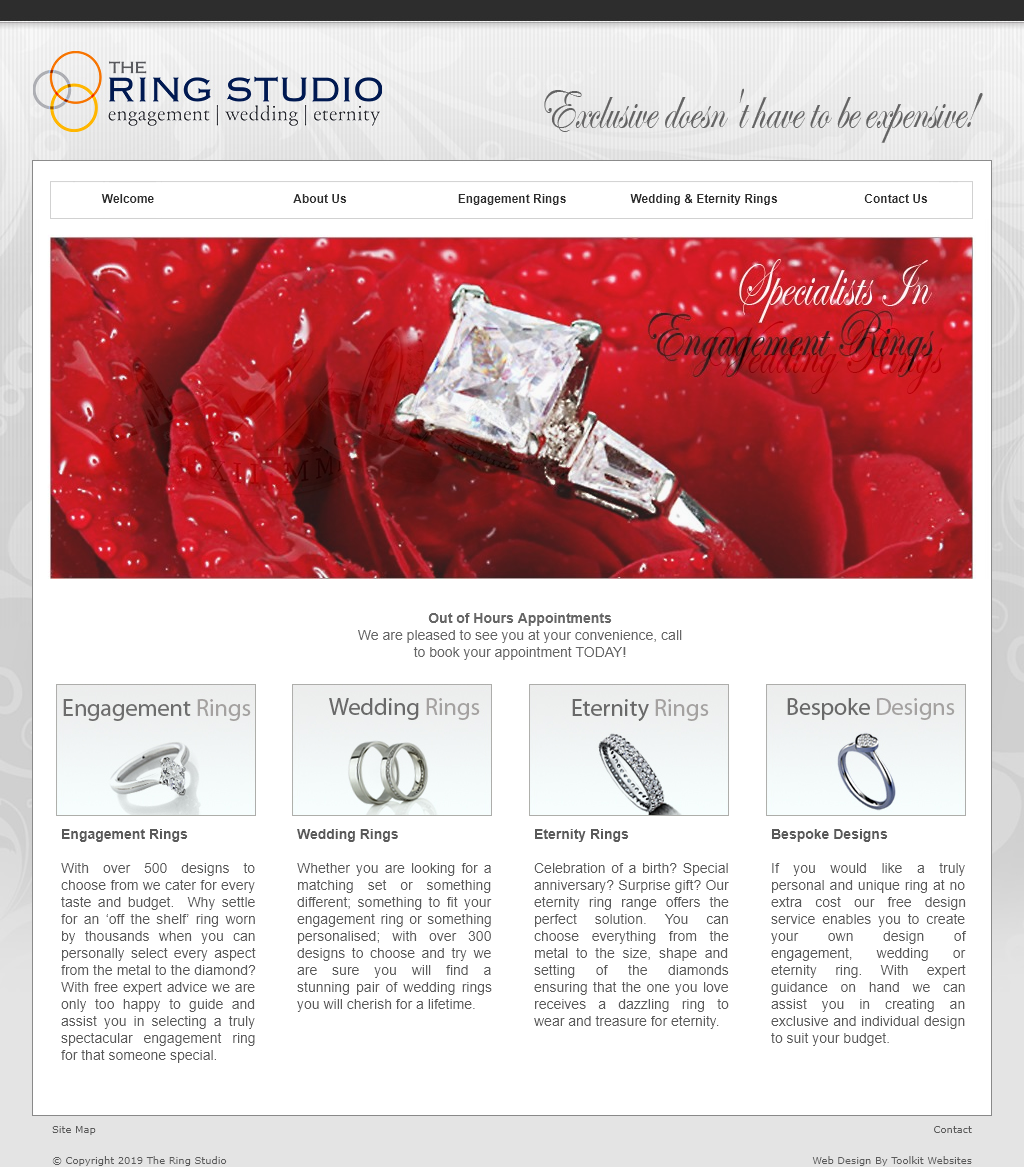 THE
RING STUDIO
engagement | wedding | eternity
Exclusive doesn't have to be expensive!
Welcome
About Us
Engagement Rings
Wedding & Eternity Rings
Contact Us
Specialists In
Engagement Rings
Wedding Rings
Out of Hours Appointments
We are pleased to see you at your convenience, call
to book your appointment TODAY!
Engagement Rings
Wedding Rings
Eternity Rings
Bespoke Designs
Engagement Rings
With over 500 designs to
choose from we cater for every
taste and budget. Why settle
for an ‘off the shelf’ ring worn
by thousands when you can
personally select every aspect
from the metal to the diamond?
With free expert advice we are
only too happy to guide and
assist you in selecting a truly
spectacular engagement ring
for that someone special.
Wedding Rings
Whether you are looking for a
matching set or something
different; something to fit your
engagement ring or something
personalised; with over 300
designs to choose and try we
are sure you will find a
stunning pair of wedding rings
you will cherish for a lifetime.
Eternity Rings
Celebration of a birth? Special
anniversary? Surprise gift? Our
eternity ring range offers the
perfect solution. You can
choose everything from the
metal to the size, shape and
setting of the diamonds
ensuring that the one you love
receives a dazzling ring to
wear and treasure for eternity.
Bespoke Designs
If you would like a truly
personal and unique ring at no
extra cost our free design
service enables you to create
your own design of
engagement, wedding or
eternity ring. With expert
guidance on hand we can
assist you in creating an
exclusive and individual design
to suit your budget.
Site Map
Contact
© Copyright 2019 The Ring Studio
Web Design By Toolkit Websites